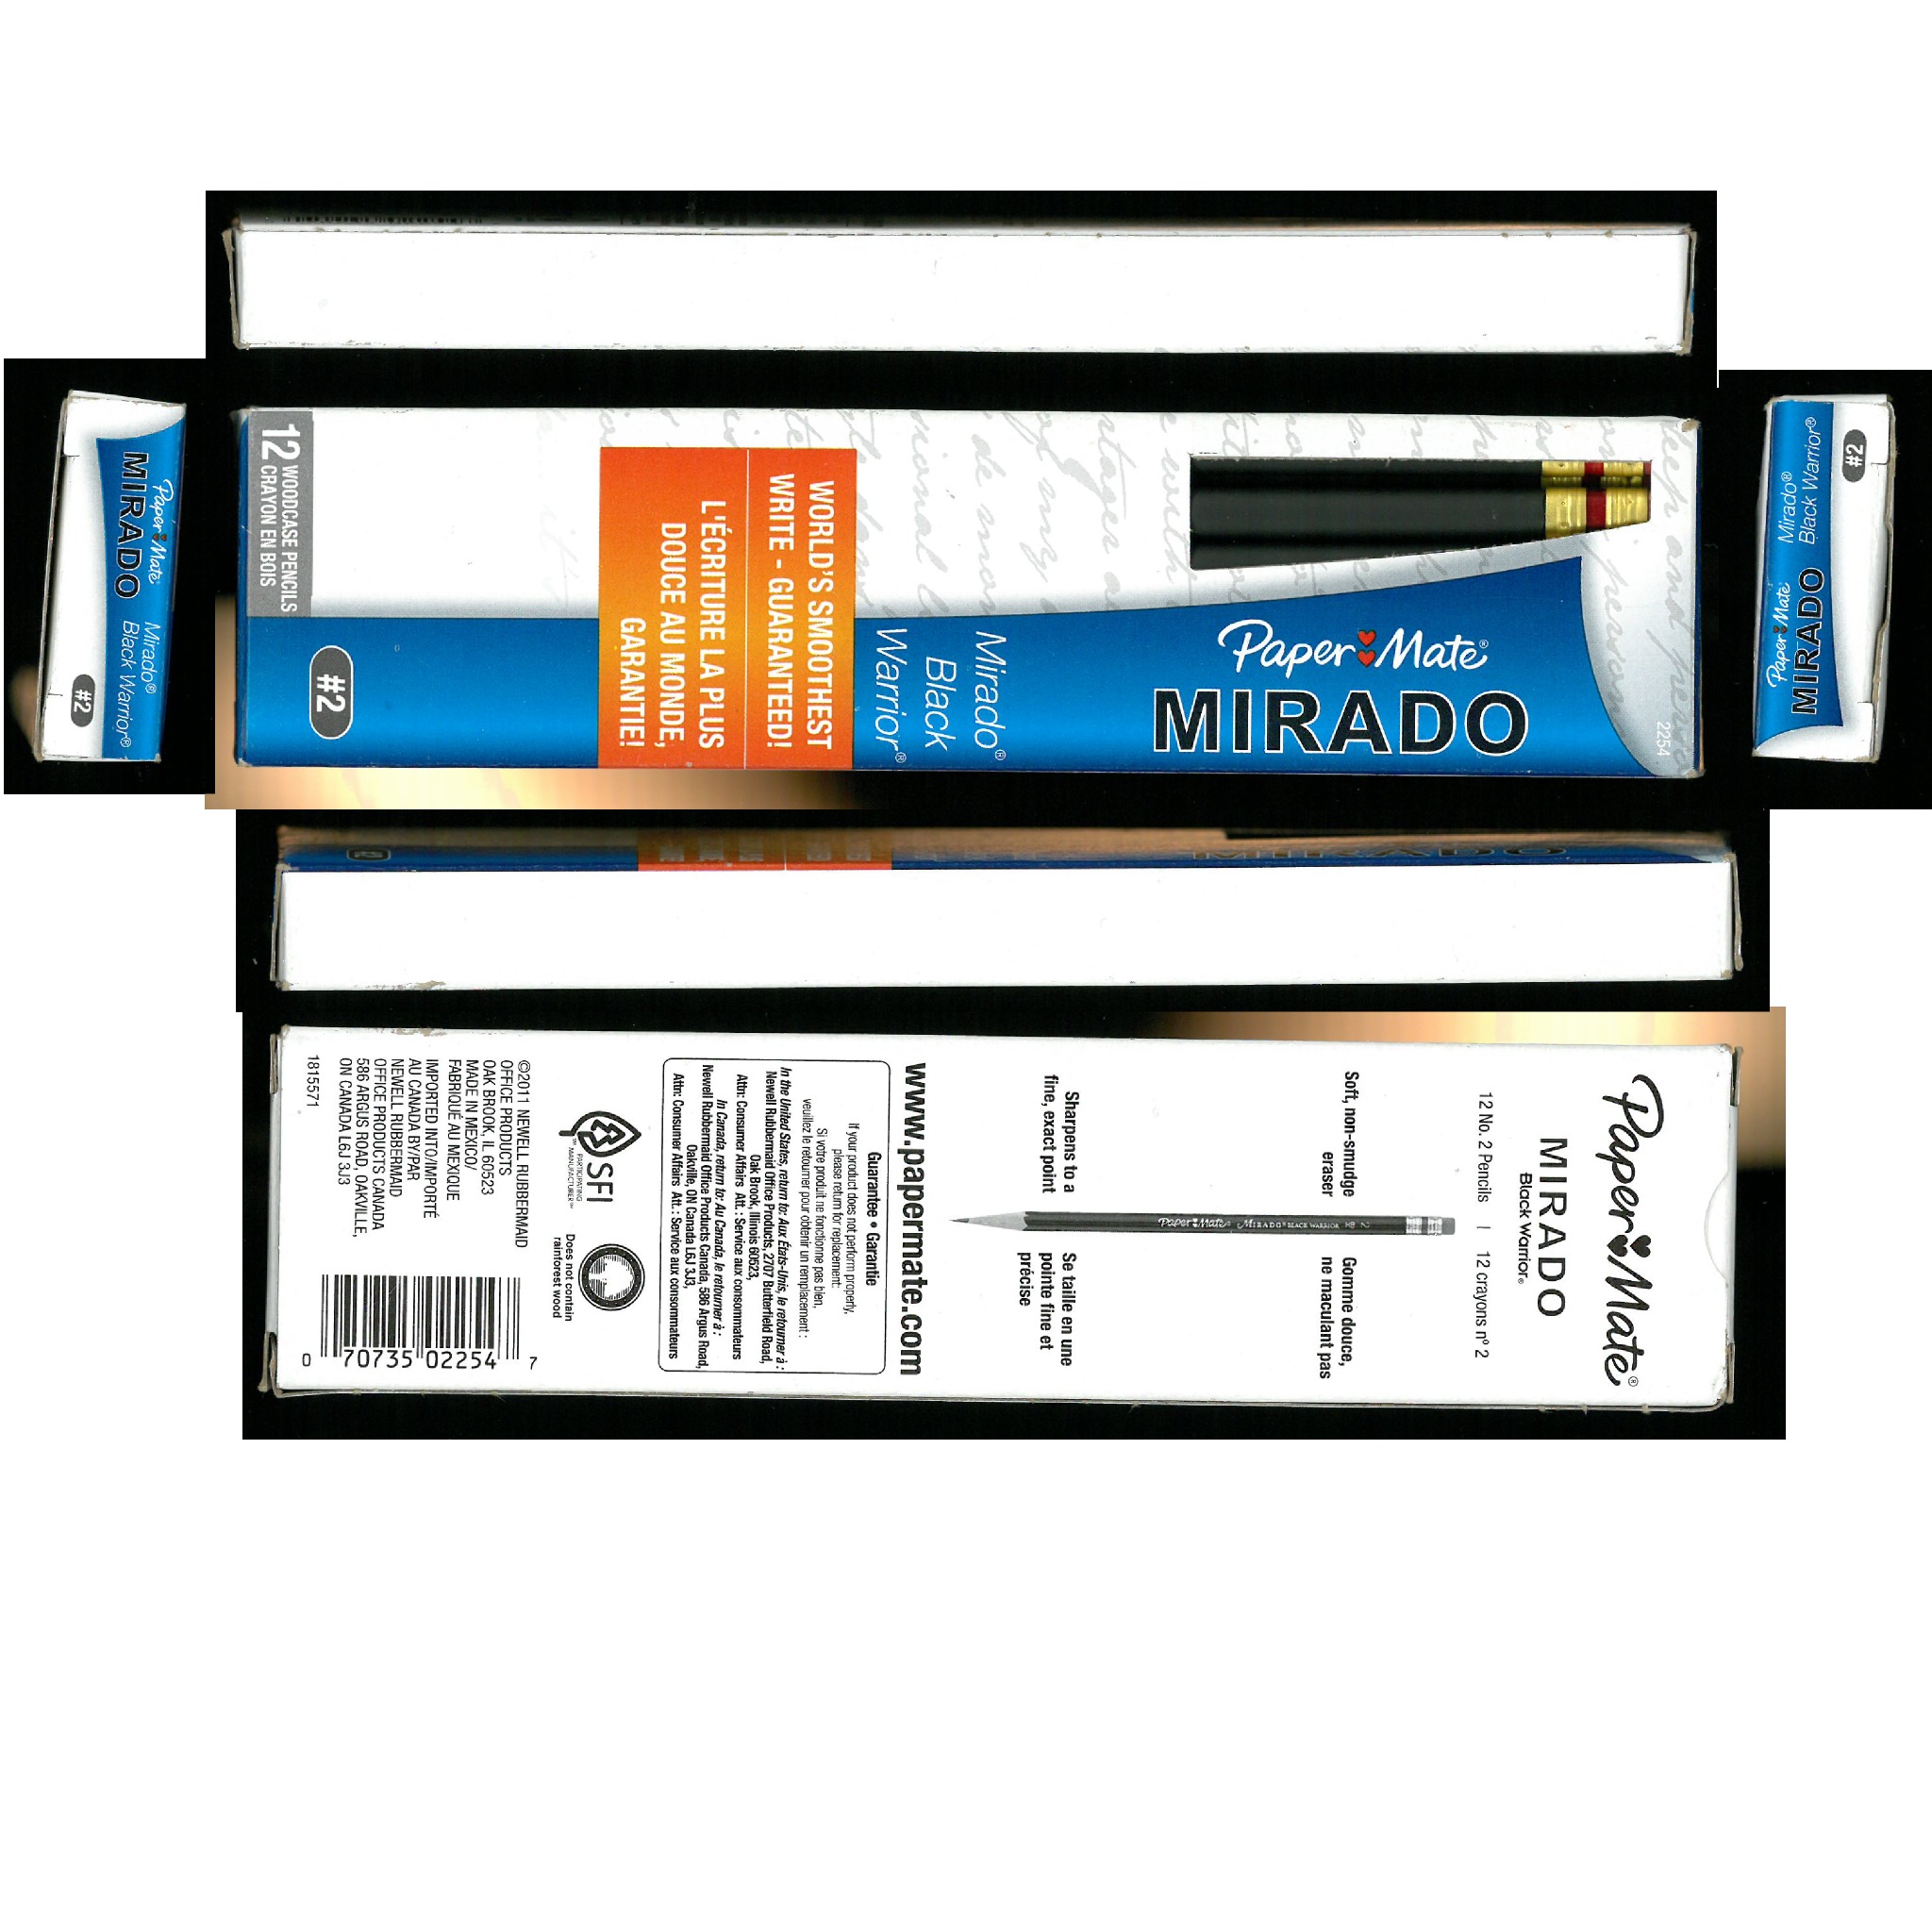 Paper Mate®
MIRADO
Mirado®
Black Warrior®
#2
12 WOODCASE PENCILS
CRAYON EN BOIS
#2
WORLD'S SMOOTHEST
WRITE - GUARANTEED!
L'ÉCRITURE LA PLUS
DOUCE AU MONDE,
GARANTIE!
Mirado®
Black
Warrior®
Paper Mate®
MIRADO
2254
#2
Mirado®
Black Warrior®
Paper Mate®
MIRADO
Paper Mate®
MIRADO
Black Warrior®
12 No. 2 Pencils | 12 crayons nº 2
Soft, non-smudge
eraser
Gomme douce,
ne maculant pas
Paper Mate® MIRADO® BLACK WARRIOR HB 2
Sharpens to a
fine, exact point
Se taille en une
pointe fine et
précise
www.papermate.com
Guarantee • Garantie
If your product does not perform properly,
please return for replacement:
Si votre produit ne fonctionne pas bien,
veuillez le retourner pour obtenir un remplacement :
In the United States, return to: Aux États-Unis, le retourner à :
Newell Rubbermaid Office Products, 2707 Butterfield Road,
Oak Brook, Illinois 60523,
Attn: Consumer Affairs Att. : Service aux consommateurs
In Canada, return to: Au Canada, le retourner à :
Newell Rubbermaid Office Products Canada, 586 Argus Road,
Oakville, ON Canada L6J 3J3,
Attn: Consumer Affairs Att. : Service aux consommateurs
SFI
PARTICIPATING
MANUFACTURER℠
Does not contain
rainforest wood
©2011 NEWELL RUBBERMAID
OFFICE PRODUCTS
OAK BROOK, IL 60523
MADE IN MEXICO/
FABRIQUÉ AU MEXIQUE
IMPORTED INTO/IMPORTÉ
AU CANADA BY/PAR
NEWELL RUBBERMAID
OFFICE PRODUCTS CANADA
586 ARGUS ROAD, OAKVILLE,
ON CANADA L6J 3J3
1815571
0 70735 02254 7